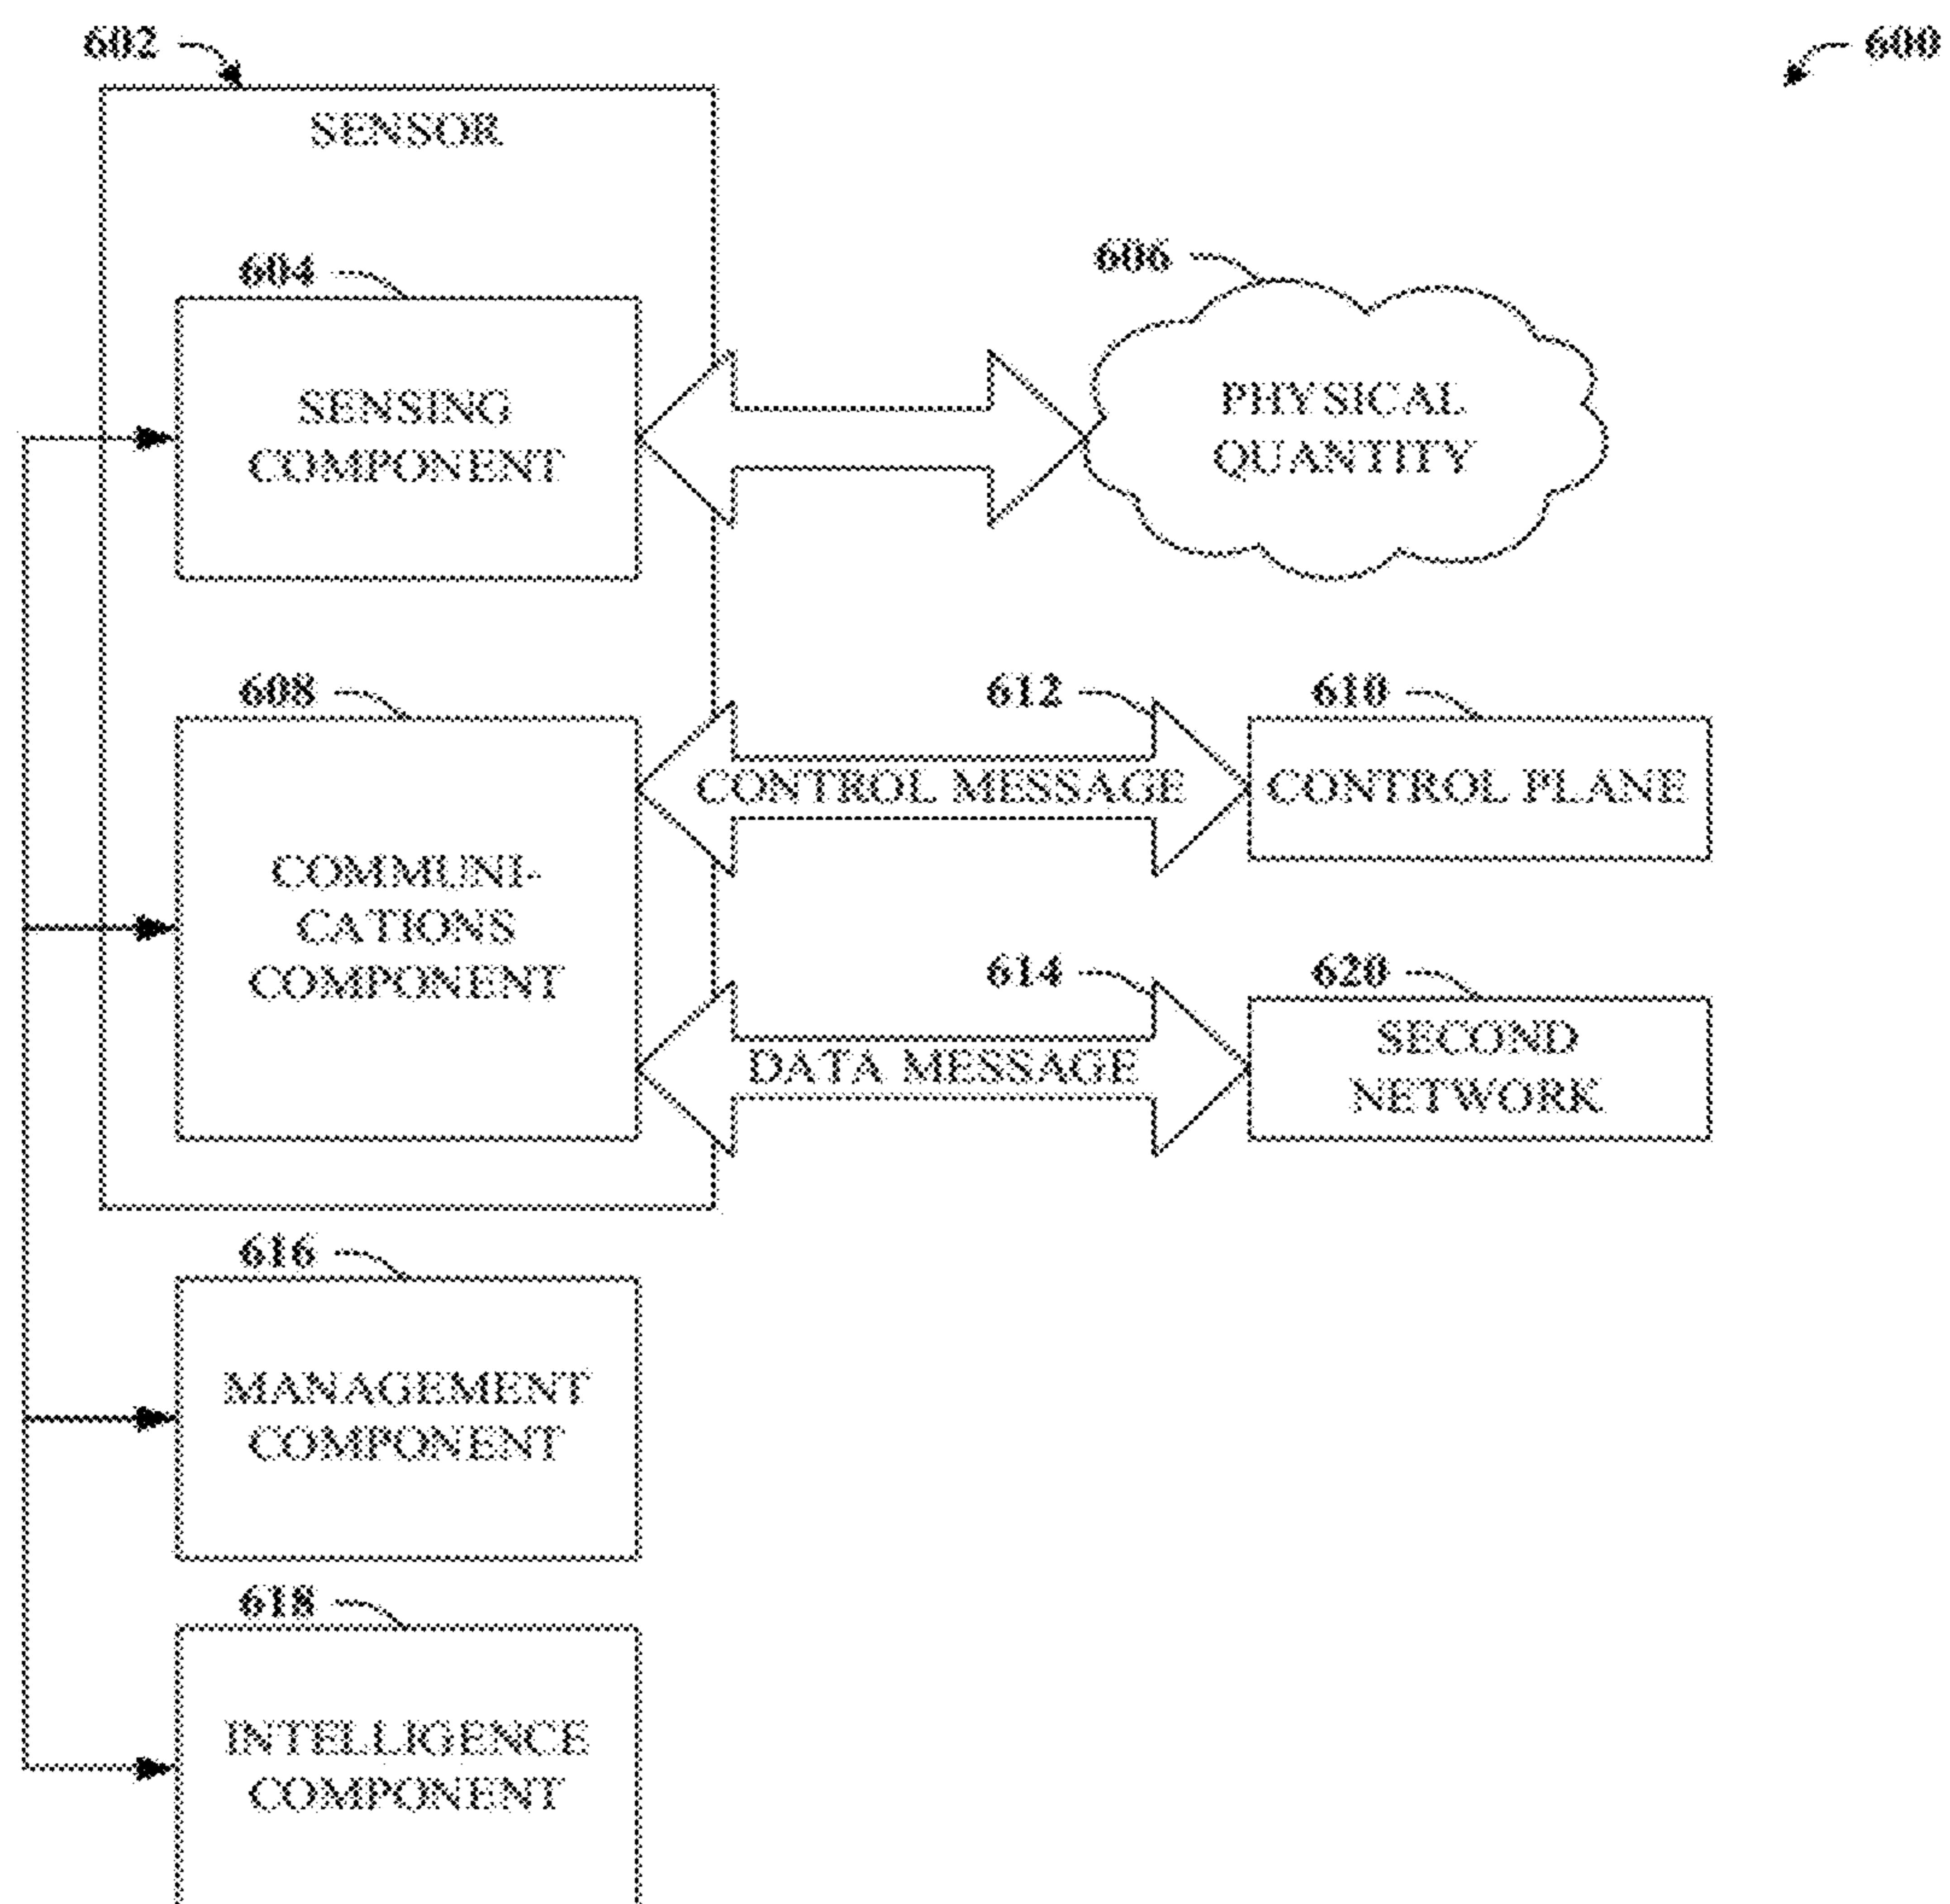 602
600
SENSOR
604
606
SENSING
COMPONENT
PHYSICAL
QUANTITY
608
612
610
CONTROL MESSAGE
CONTROL PLANE
COMMUNI-
CATIONS
COMPONENT
614
620
DATA MESSAGE
SECOND
NETWORK
616
MANAGEMENT
COMPONENT
618
INTELLIGENCE
COMPONENT